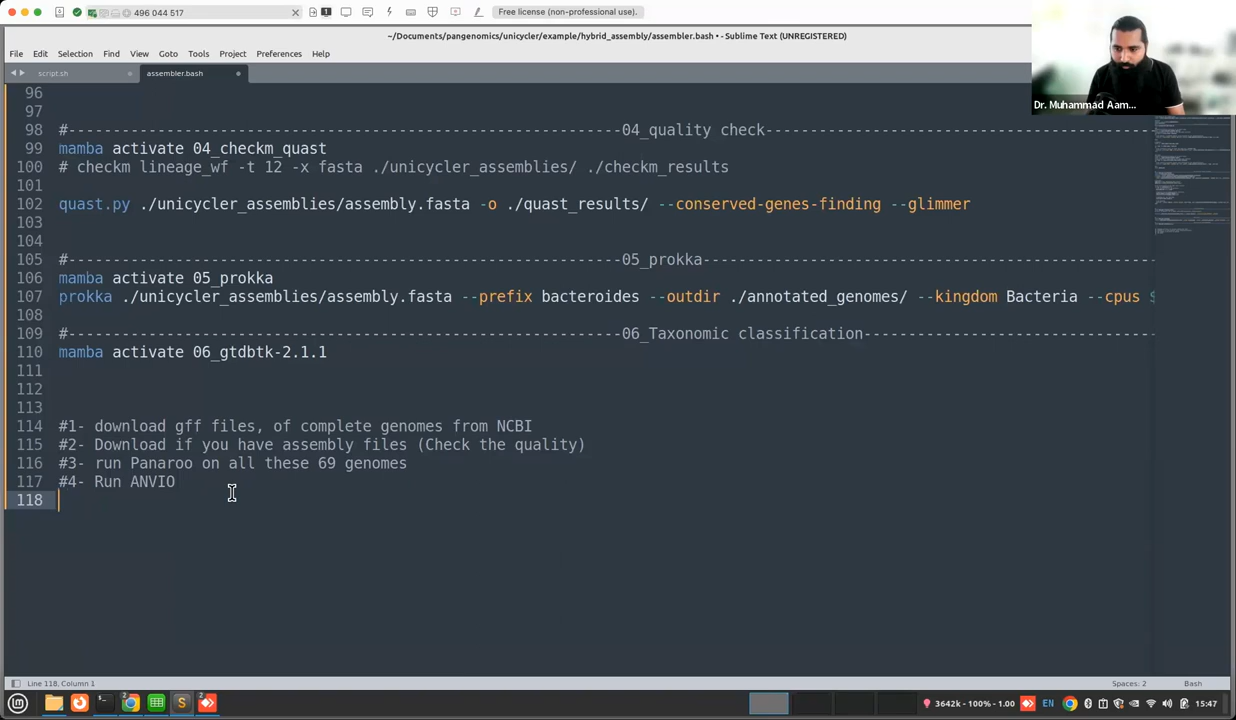 496 044 517
Free license (non-professional use).
~/Documents/pangenomics/unicycler/example/hybrid_assembly/assembler.bash • - Sublime Text (UNREGISTERED)
File Edit Selection Find View Goto Tools Project Preferences Help
script.sh assembler.bash
Dr. Muhammad Aam...
96
97
98 #--------------------------------------------------------------04_quality check--------------------------------------------
99 mamba activate 04_checkm_quast
100 # checkm lineage_wf -t 12 -x fasta ./unicycler_assemblies/ ./checkm_results
101
102 quast.py ./unicycler_assemblies/assembly.fasta -o ./quast_results/ --conserved-genes-finding --glimmer
103
104
105 #--------------------------------------------------------------05_prokka---------------------------------------------------
106 mamba activate 05_prokka
107 prokka ./unicycler_assemblies/assembly.fasta --prefix bacteroides --outdir ./annotated_genomes/ --kingdom Bacteria --cpus $
108
109 #--------------------------------------------------------------06_Taxonomic classification---------------------------------
110 mamba activate 06_gtdbtk-2.1.1
111
112
113
114 #1- download gff files, of complete genomes from NCBI
115 #2- Download if you have assembly files (Check the quality)
116 #3- run Panaroo on all these 69 genomes
117 #4- Run ANVIO
118
Line 118, Column 1 Spaces: 2 Bash
3642k - 100% - 1.00 EN 15:47